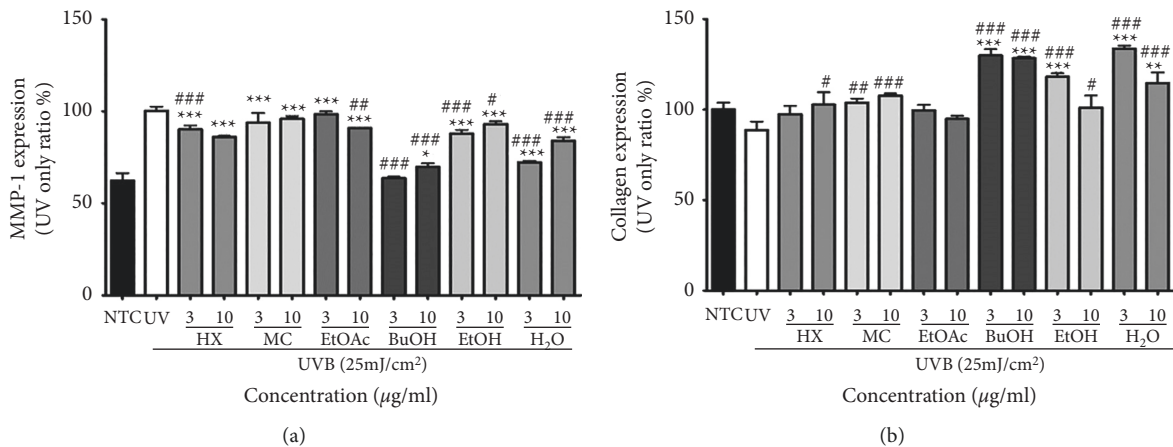 150
100
50
0
MMP-1 expression
(UV only ratio %)
###
***
***
***
***
***
##
***
###
###
*
###
***
#
***
###
***
###
***
NTC UV 3 10 3 10 3 10 3 10 3 10 3 10
HX MC EtOAc BuOH EtOH H₂O
UVB (25mJ/cm²)
Concentration (μg/ml)
(a)
150
100
50
0
Collagen expression
(UV only ratio %)
#
##
###
###
***
###
***
###
***
#
###
***
###
**
NTC UV 3 10 3 10 3 10 3 10 3 10 3 10
HX MC EtOAc BuOH EtOH H₂O
UVB (25mJ/cm²)
Concentration (μg/ml)
(b)